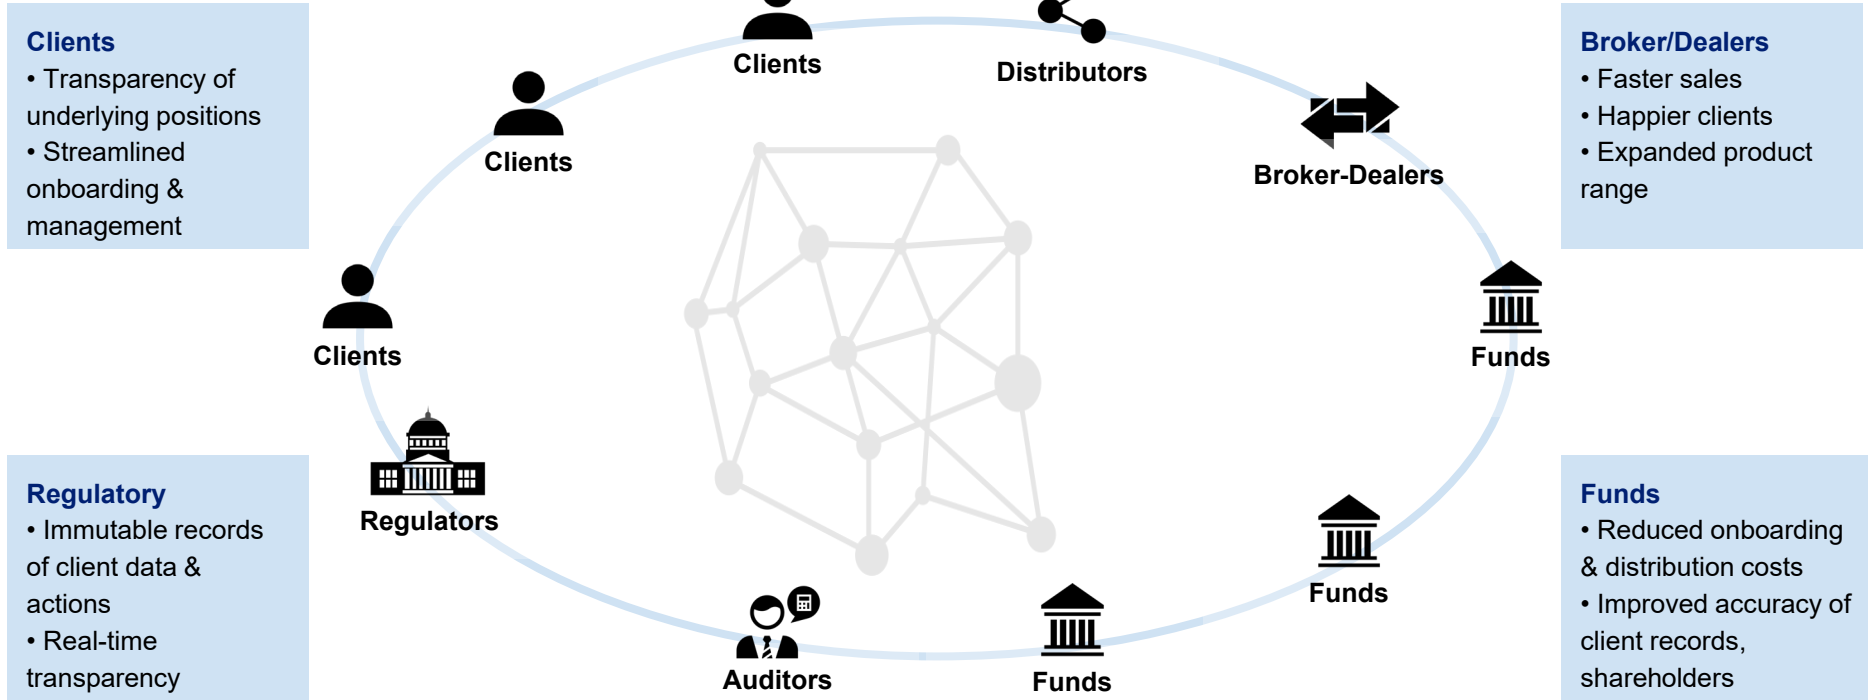 Clients
• Transparency of
underlying positions
• Streamlined
onboarding &
management
Clients
Distributors
Clients
Broker-Dealers
Broker/Dealers
• Faster sales
• Happier clients
• Expanded product
range
Clients
Funds
Regulators
Regulatory
• Immutable records
of client data &
actions
• Real-time
transparency
Auditors
Funds
Funds
Funds
• Reduced onboarding
& distribution costs
• Improved accuracy of
client records,
shareholders